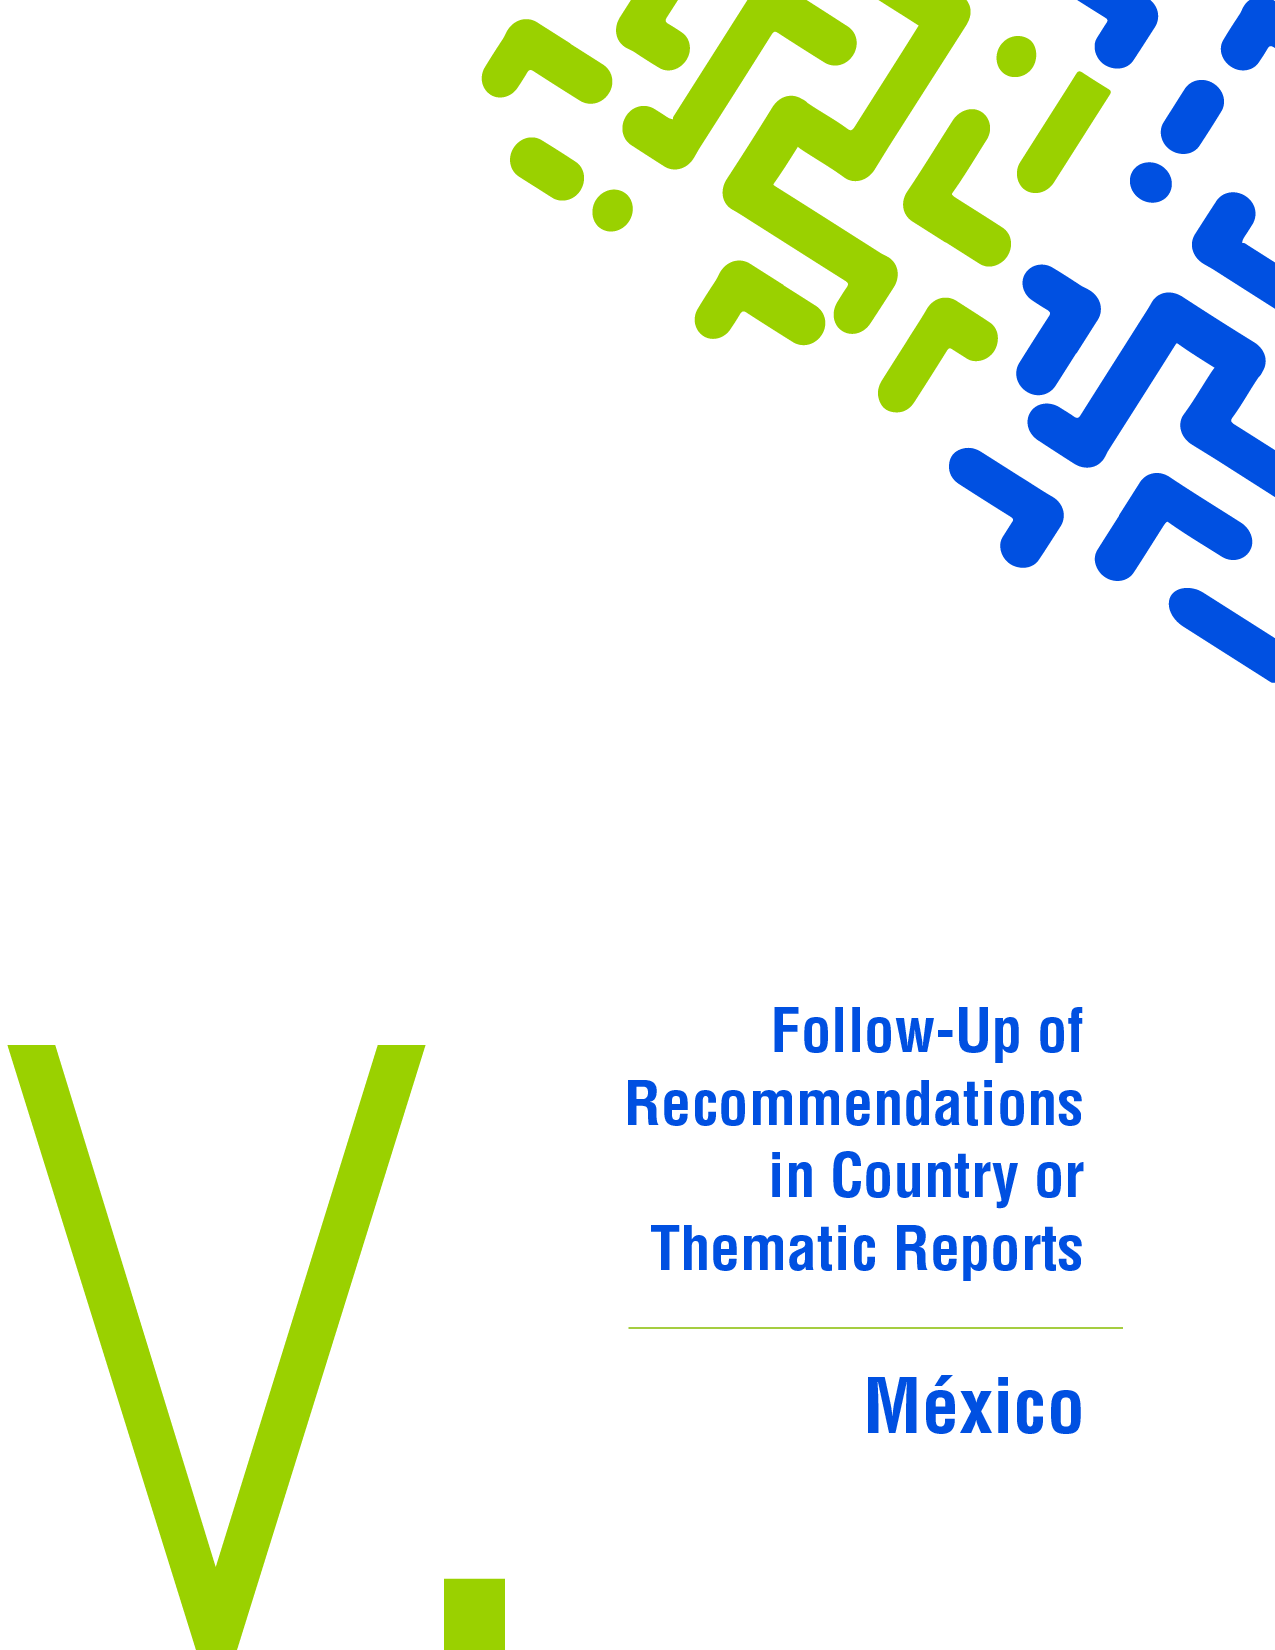 V.
Follow-Up of
Recommendations
in Country or
Thematic Reports
México